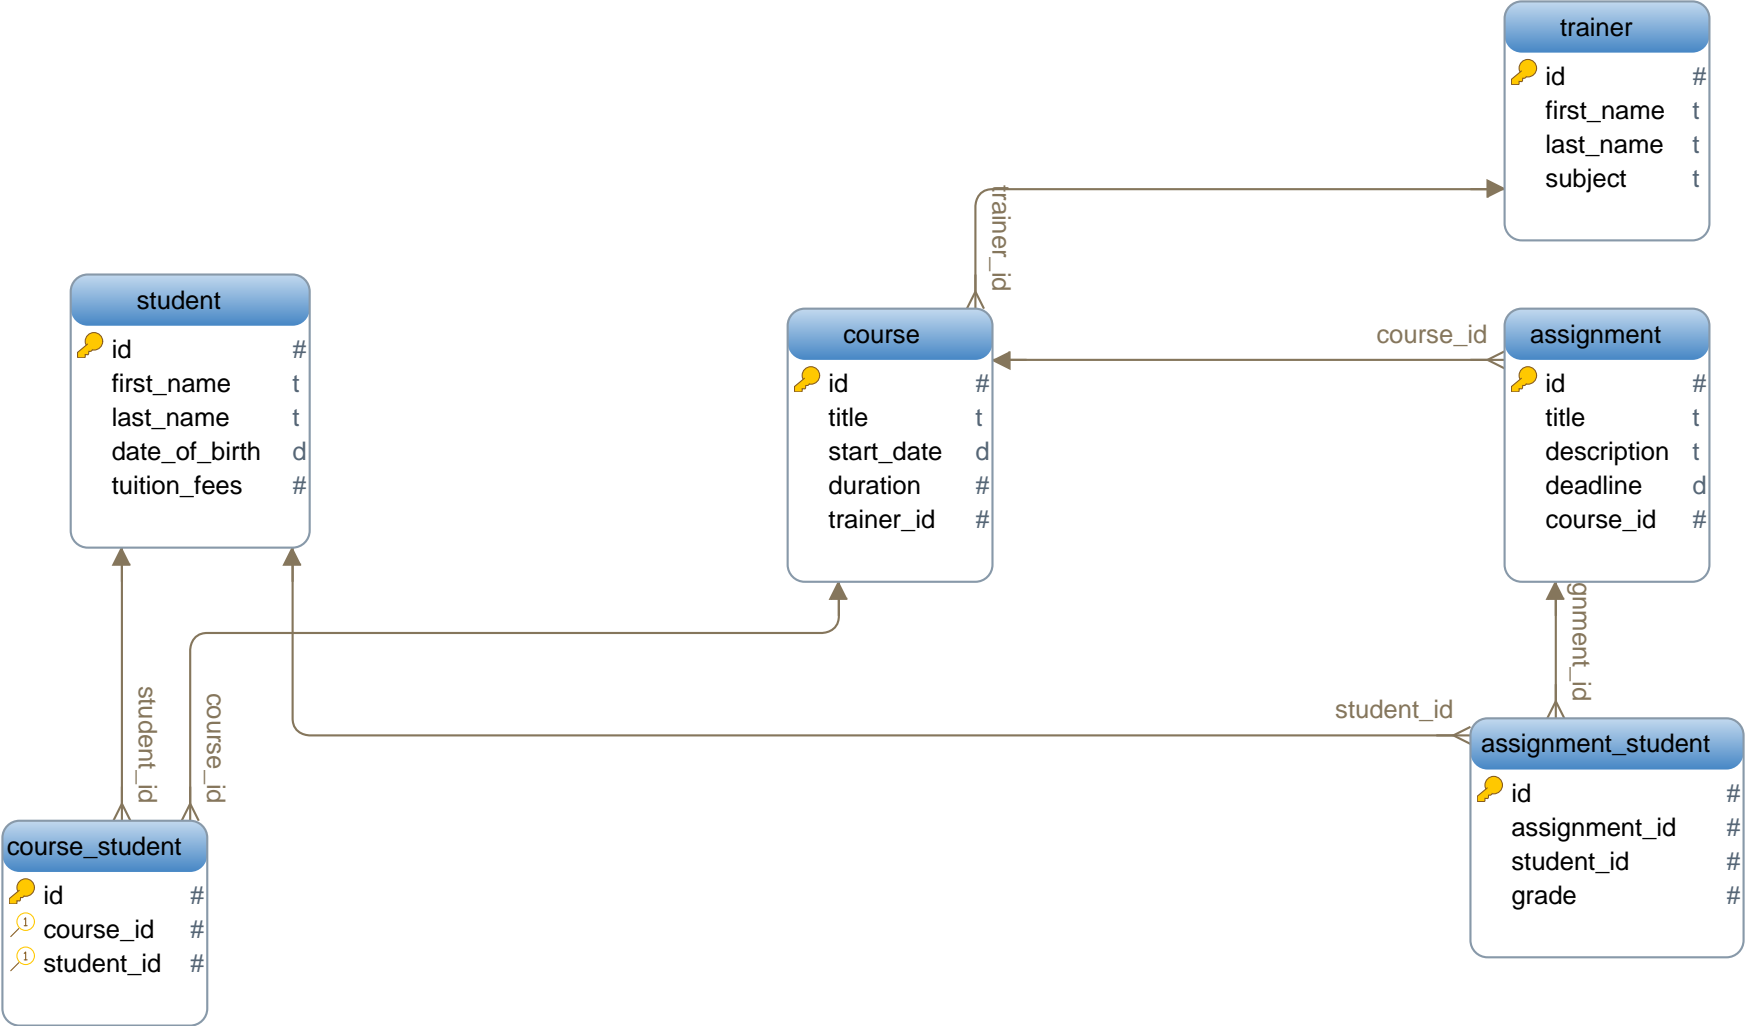 trainer
id #
first_name t
last_name t
subject t
trainer_id
student
id #
first_name t
last_name t
date_of_birth d
tuition_fees #
course
id #
title t
start_date d
duration #
trainer_id #
course_id
assignment
id #
title t
description t
deadline d
course_id #
gnment_id
student_id
course_id
student_id
assignment_student
id #
assignment_id #
student_id #
grade #
course_student
id #
1 course_id #
1 student_id #